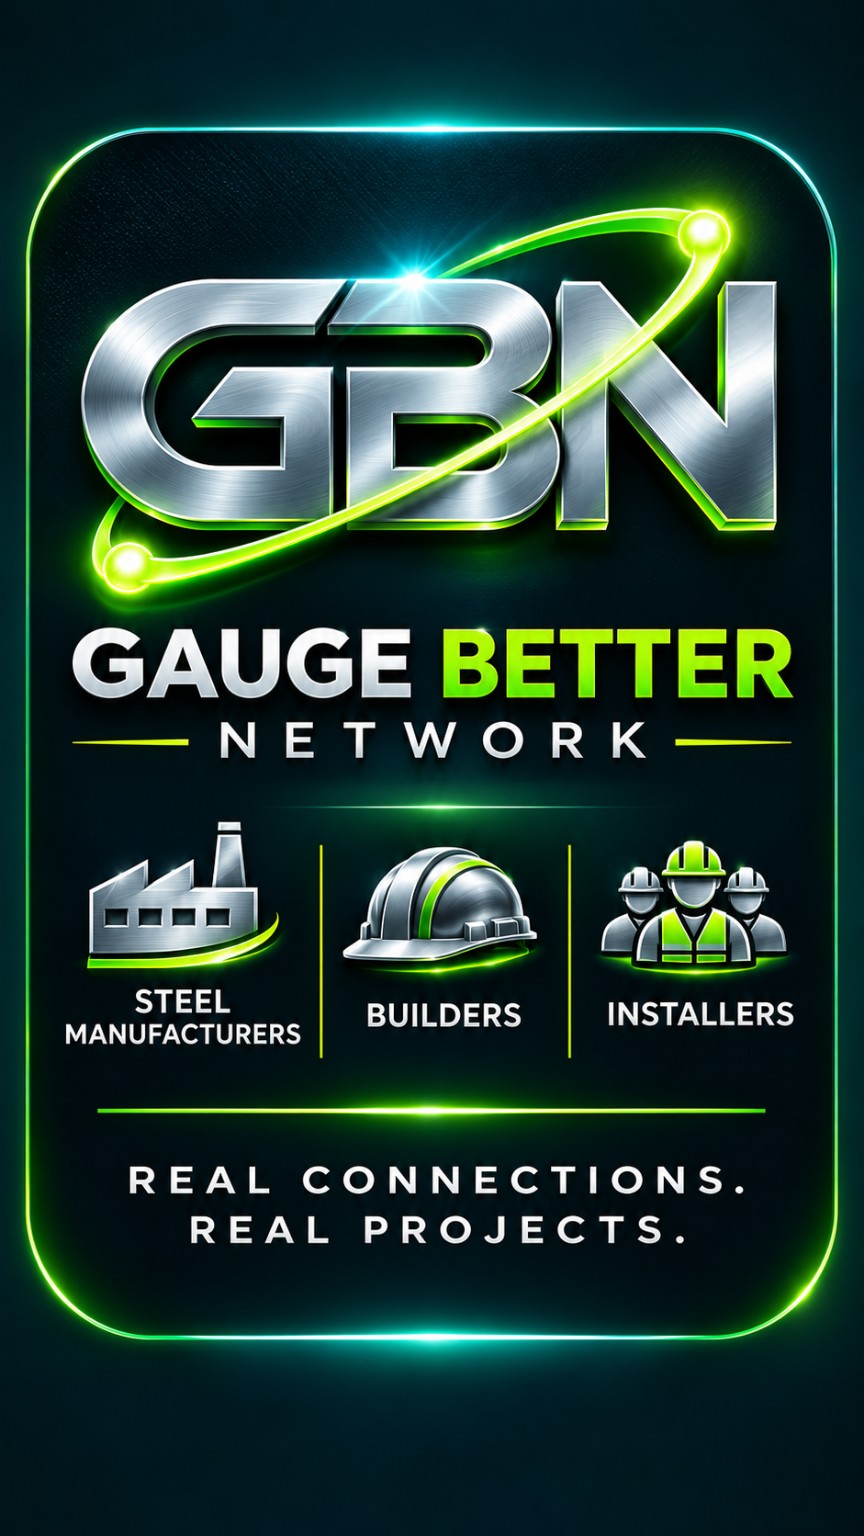 GBN
GAUGE BETTER
NETWORK
STEEL
MANUFACTURERS
BUILDERS
INSTALLERS
REAL CONNECTIONS.
REAL PROJECTS.